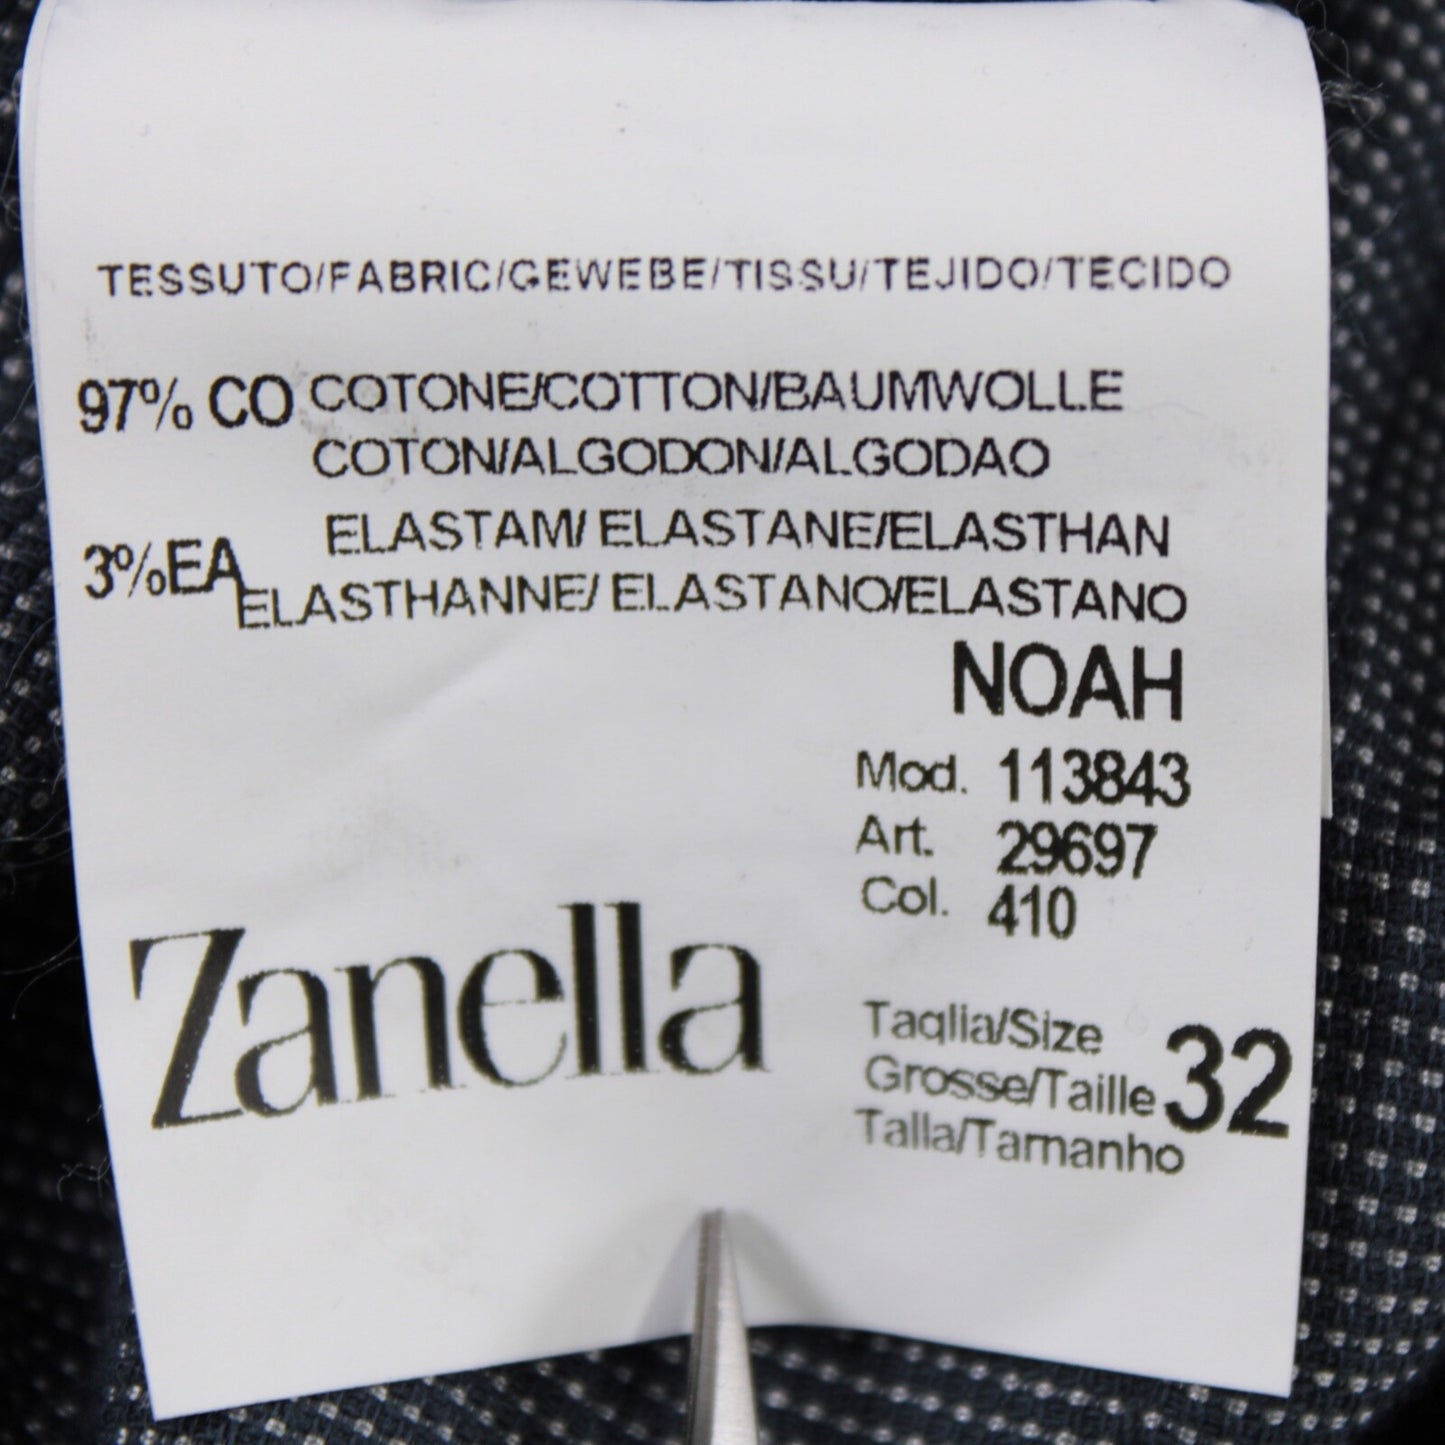 TESSUTO/FABRIC/GEWEBE/TISSU/TEJIDO/TECIDO
97% CO COTONE/COTTON/BAUMWOLLE
COTON/ALGODON/ALGODAO
3%EA ELASTAM/ ELASTANE/ELASTHAN
ELASTHANNE/ ELASTANO/ELASTANO
NOAH
Mod. 113843
Art. 29697
Col. 410
Zanella
Taglia/Size
Grosse/Taille 32
Talla/Tamanho